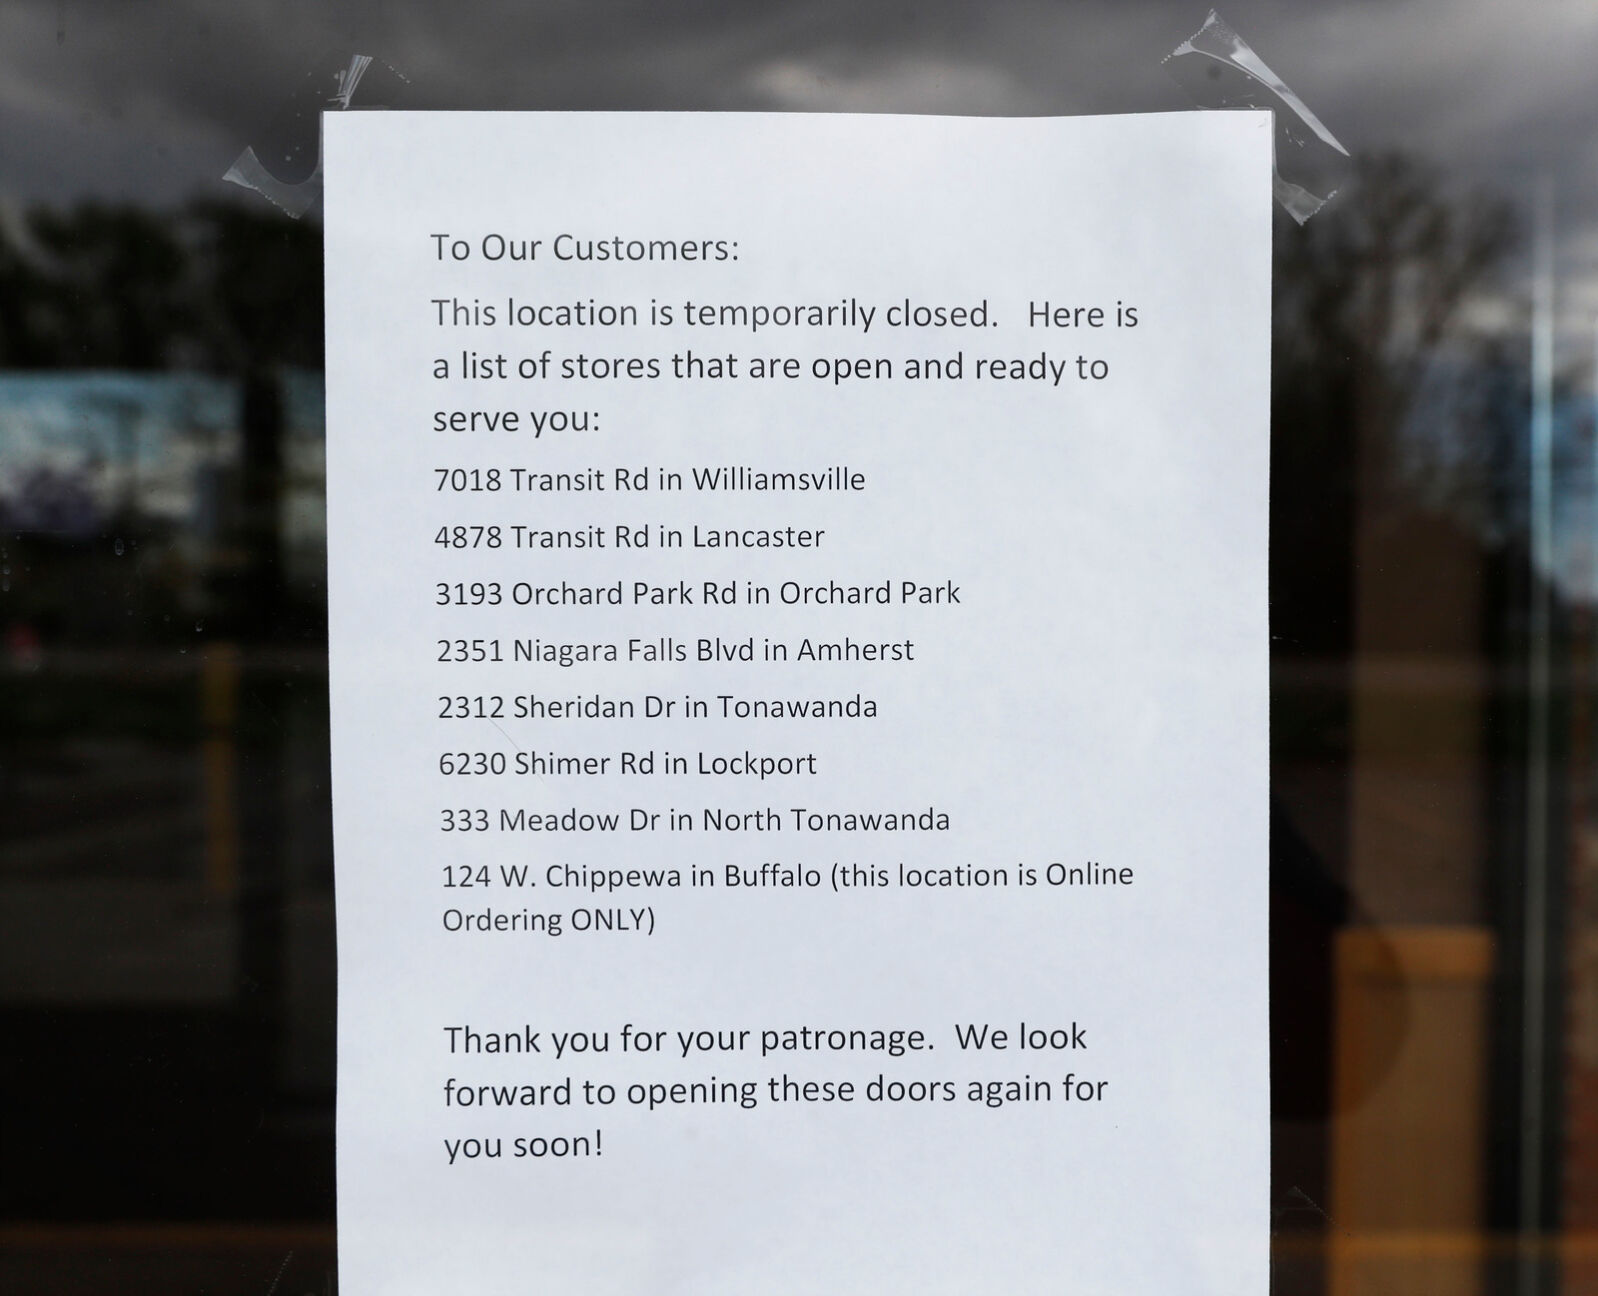 To Our Customers:
This location is temporarily closed.   Here is
a list of stores that are open and ready to
serve you:
7018 Transit Rd in Williamsville
4878 Transit Rd in Lancaster
3193 Orchard Park Rd in Orchard Park
2351 Niagara Falls Blvd in Amherst
2312 Sheridan Dr in Tonawanda
6230 Shimer Rd in Lockport
333 Meadow Dr in North Tonawanda
124 W. Chippewa in Buffalo (this location is Online
Ordering ONLY)
Thank you for your patronage.  We look
forward to opening these doors again for
you soon!